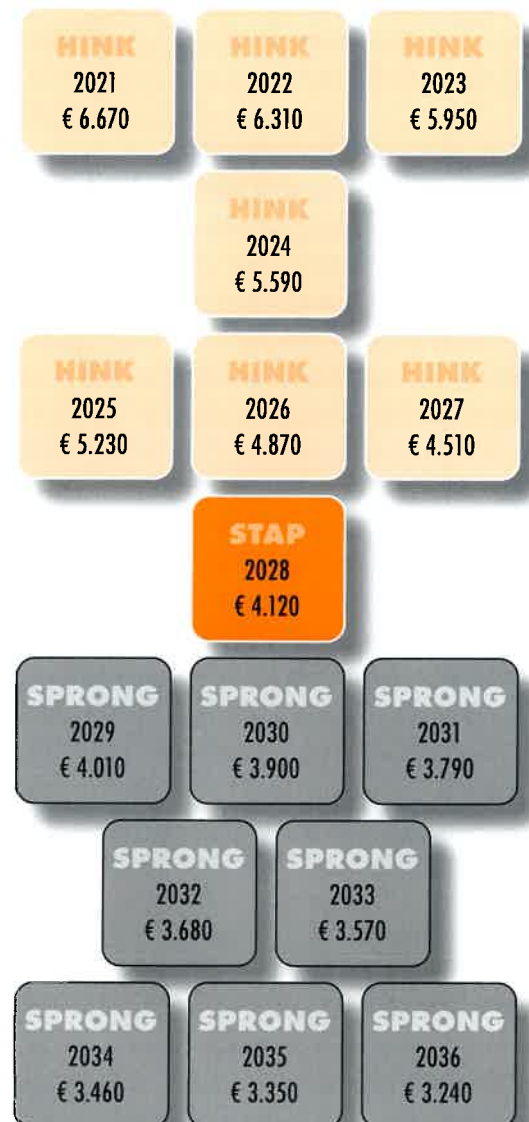 HINK HINK HINK
2021 2022 2023
€ 6.670 € 6.310 € 5.950
HINK
2024
€ 5.590
HINK HINK HINK
2025 2026 2027
€ 5.230 € 4.870 € 4.510
STAP
2028
€ 4.120
SPRONG SPRONG SPRONG
2029 2030 2031
€ 4.010 € 3.900 € 3.790
SPRONG SPRONG
2032 2033
€ 3.680 € 3.570
SPRONG SPRONG SPRONG
2034 2035 2036
€ 3.460 € 3.350 € 3.240